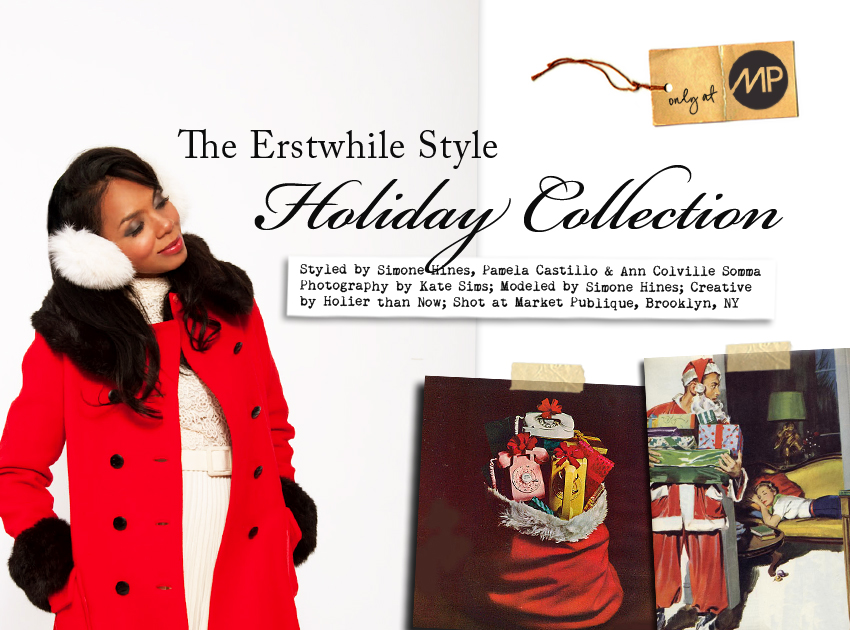 only at MP
The Erstwhile Style
Holiday Collection
Styled by Simone Hines, Pamela Castillo & Ann Colville Somma
Photography by Kate Sims; Modeled by Simone Hines; Creative
by Holier than Now; Shot at Market Publique, Brooklyn, NY